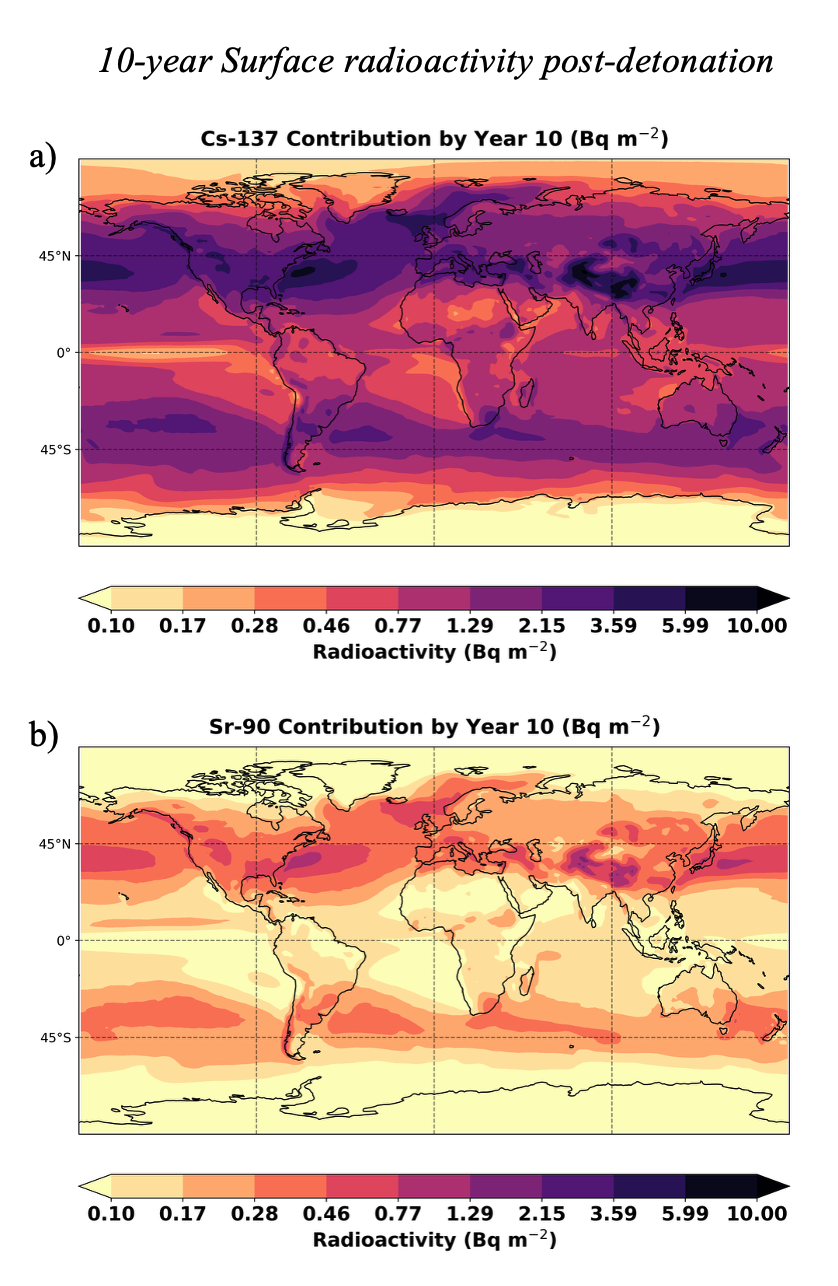 10-year Surface radioactivity post-detonation
a)
Cs-137 Contribution by Year 10 (Bq m⁻²)
45°N
0°
45°S
0.10 0.17 0.28 0.46 0.77 1.29 2.15 3.59 5.99 10.00
Radioactivity (Bq m⁻²)
b)
Sr-90 Contribution by Year 10 (Bq m⁻²)
45°N
0°
45°S
0.10 0.17 0.28 0.46 0.77 1.29 2.15 3.59 5.99 10.00
Radioactivity (Bq m⁻²)